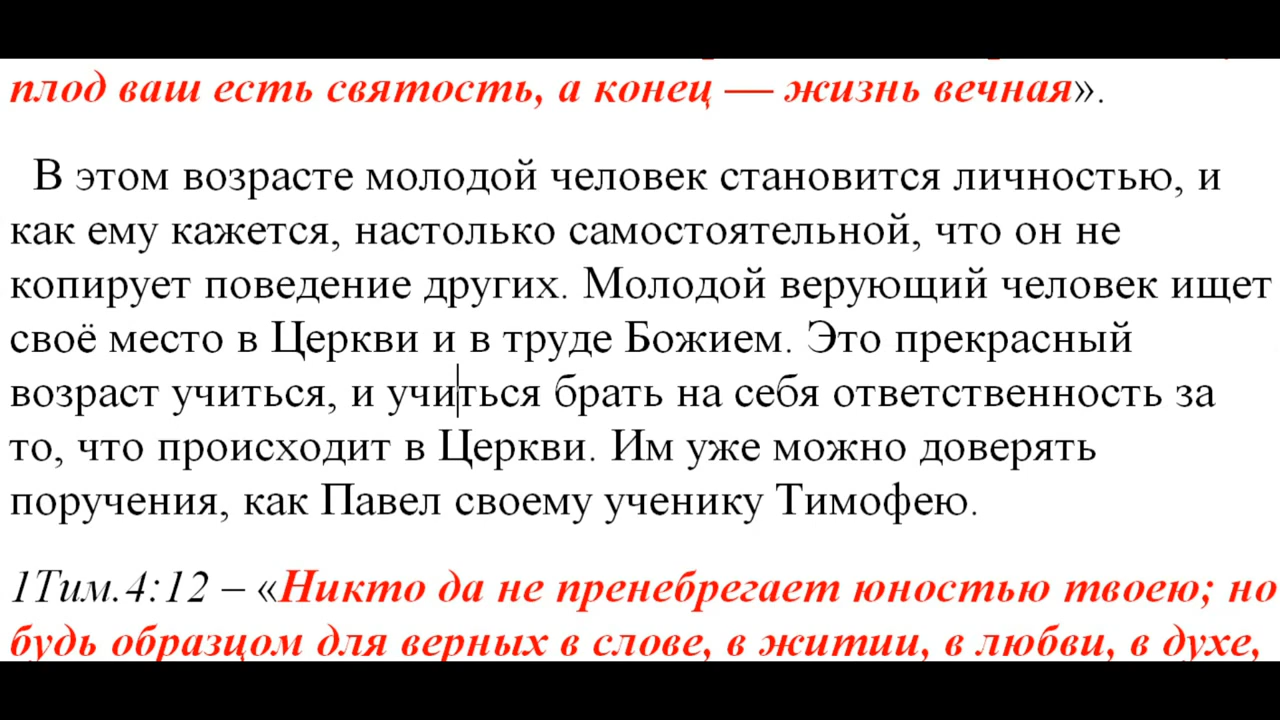 плод ваш есть святость, а конец — жизнь вечная».
В этом возрасте молодой человек становится личностью, и
как ему кажется, настолько самостоятельной, что он не
копирует поведение других. Молодой верующий человек ищет
своё место в Церкви и в труде Божием. Это прекрасный
возраст учиться, и учиться брать на себя ответственность за
то, что происходит в Церкви. Им уже можно доверять
поручения, как Павел своему ученику Тимофею.
1Тим.4:12 – «Никто да не пренебрегает юностью твоею; но
будь образцом для верных в слове, в житии, в любви, в духе,